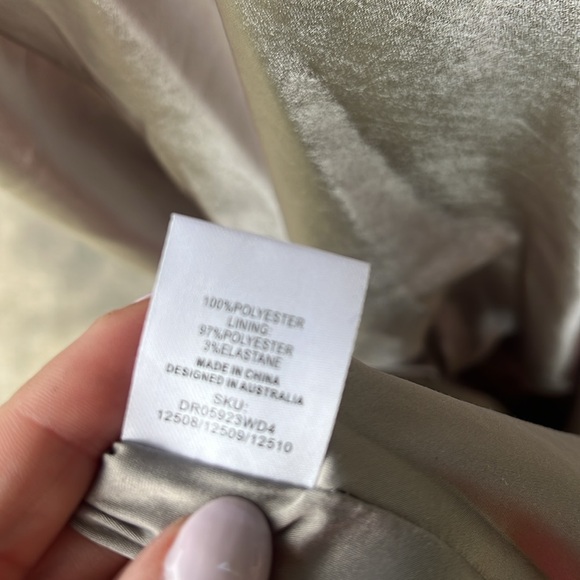 100%POLYESTER
LINING:
97%POLYESTER
3%ELASTANE
MADE IN CHINA
DESIGNED IN AUSTRALIA
SKU:
DR05923WD4
12508/12509/12510